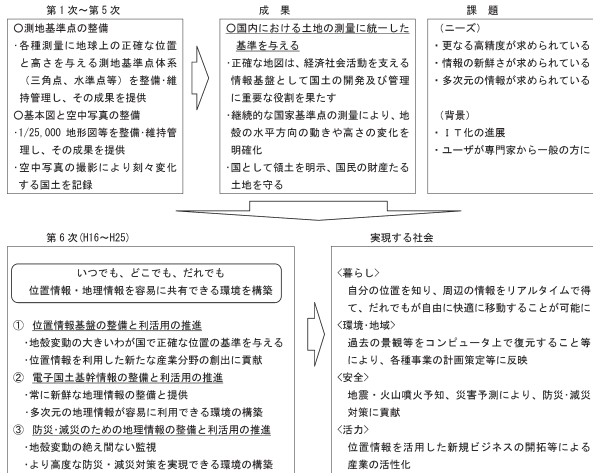 第１次～第５次
〇測地基準点の整備
・各種測量に地球上の正確な位置
と高さを与える測地基準点体系
（三角点、水準点等）を整備・維
持管理し、その成果を提供
〇基本図と空中写真の整備
・1/25,000 地形図等を整備・維持管
理し、その成果を提供
・空中写真の撮影により刻々変化
する国土を記録
成　果
〇国内における土地の測量に統一した
基準を与える
・正確な地図は、経済社会活動を支える
情報基盤として国土の開発及び管理
に重要な役割を果たす
・継続的な国家基準点の測量により、地
殻の水平方向の動きや高さの変化を
明確化
・国として領土を明示、国民の財産たる
土地を守る
課　題
（ニーズ）
・更なる高精度が求められている
・情報の新鮮さが求められている
・多次元の情報が求められている
（背景）
・ＩＴ化の進展
・ユーザが専門家から一般の方に
第６次(H16～H25)
いつでも、どこでも、だれでも
位置情報・地理情報を容易に共有できる環境を構築
① 位置情報基盤の整備と利活用の推進
・地殻変動の大きいわが国で正確な位置の基準を与える
・位置情報を利用した新たな産業分野の創出に貢献
② 電子国土基幹情報の整備と利活用の推進
・常に新鮮な地理情報の整備と提供
・多次元の地理情報が容易に利用できる環境の構築
③ 防災・減災のための地理情報の整備と利活用の推進
・地殻変動の絶え間ない監視
・より高度な防災・減災対策を実現できる環境の構築
実現する社会
<暮らし>
自分の位置を知り、周辺の情報をリアルタイムで得
て、だれでもが自由に快適に移動することが可能に
<環境・地域>
過去の景観等をコンピュータ上で復元すること等
により、各種事業の計画策定等に反映
<安全>
地震・火山噴火予知、災害予測により、防災・減災
対策に貢献
<活力>
位置情報を活用した新規ビジネスの開拓等による
産業の活性化